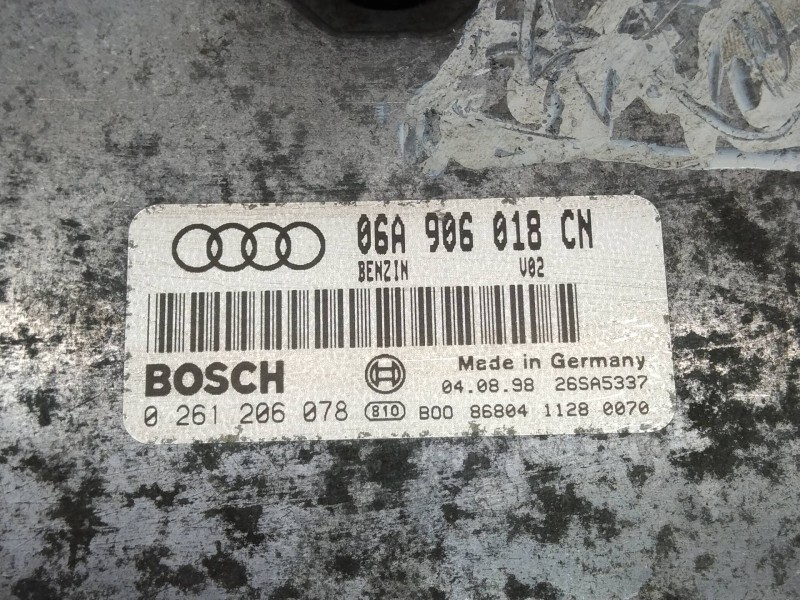 06A 906 018 CN
BENZIN V02
BOSCH
Made in Germany
04.08.98 26SA5337
0 261 206 078 810 B00 86804 1128 0070